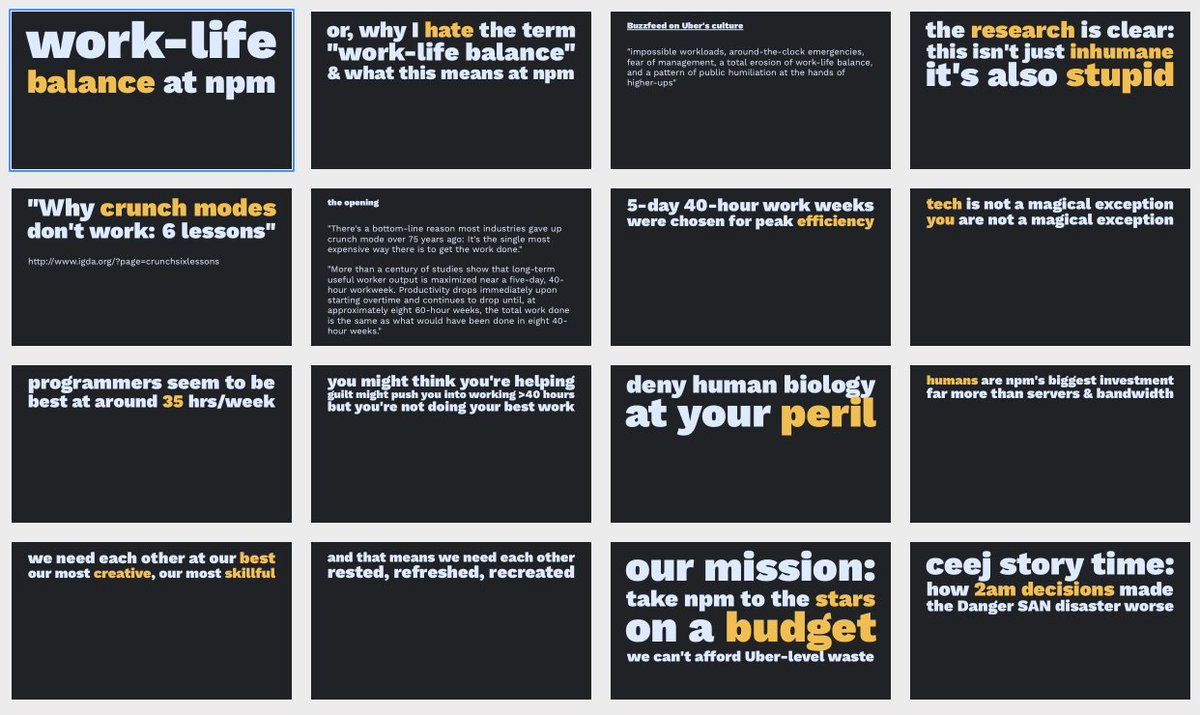 work-life
balance at npm
or, why I hate the term
"work-life balance"
& what this means at npm
Buzzfeed on Uber's culture
"impossible workloads, around-the-clock emergencies,
fear of management, a total erosion of work-life balance,
and a pattern of public humiliation at the hands of
higher-ups"
the research is clear:
this isn't just inhumane
it's also stupid
"Why crunch modes
don't work: 6 lessons"
http://www.igda.org/?page=crunchsixlessons
the opening
"There's a bottom-line reason most industries gave up
crunch mode over 75 years ago: It's the single most
expensive way there is to get the work done."
"More than a century of studies show that long-term
useful worker output is maximized near a five-day, 40-
hour workweek. Productivity drops immediately upon
starting overtime and continues to drop until, at
approximately eight 60-hour weeks, the total work done
is the same as what would have been done in eight 40-
hour weeks."
5-day 40-hour work weeks
were chosen for peak efficiency
tech is not a magical exception
you are not a magical exception
programmers seem to be
best at around 35 hrs/week
you might think you're helping
guilt might push you into working >40 hours
but you're not doing your best work
deny human biology
at your peril
humans are npm's biggest investment
far more than servers & bandwidth
we need each other at our best
our most creative, our most skillful
and that means we need each other
rested, refreshed, recreated
our mission:
take npm to the stars
on a budget
we can't afford Uber-level waste
ceej story time:
how 2am decisions made
the Danger SAN disaster worse